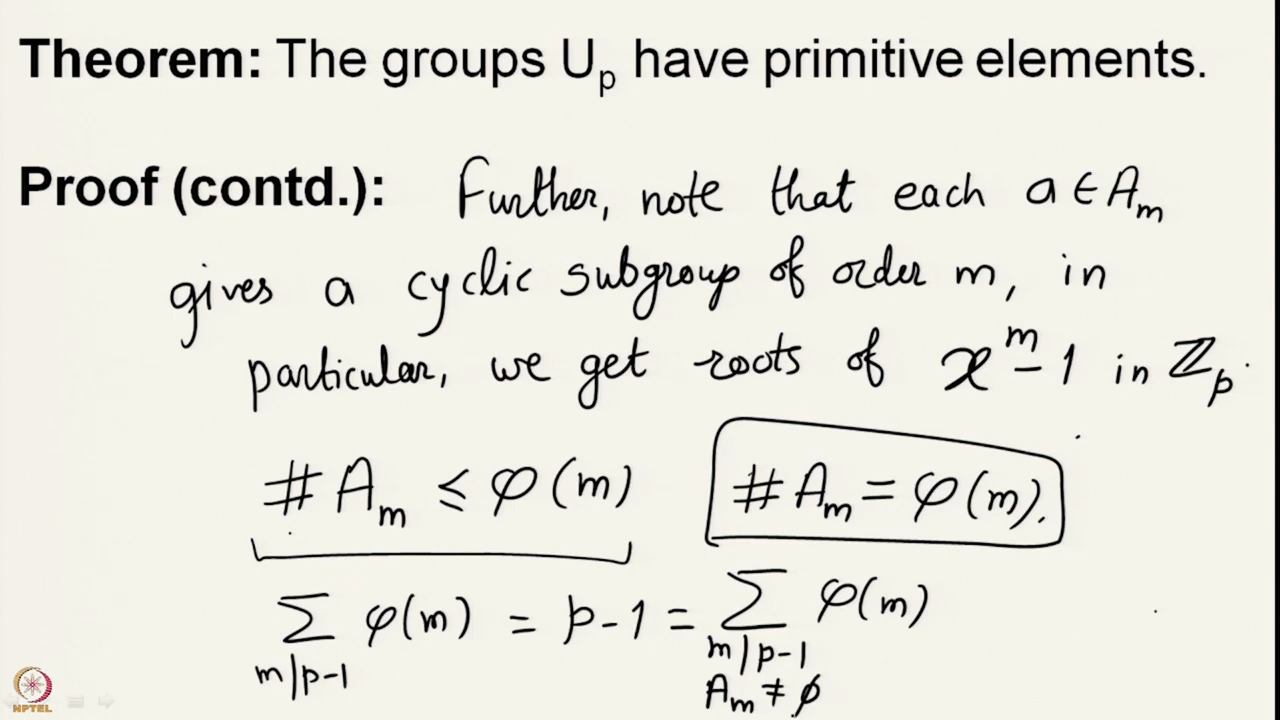 Theorem: The groups U_p have primitive elements.
Proof (contd.): Further, note that each a ∈ A_m
gives a cyclic subgroup of order m, in
particular, we get roots of x^m - 1 in ℤ_p.
# A_m ≤ φ(m) # A_m = φ(m).
∑ φ(m) = p-1 = ∑ φ(m)
m|p-1 m|p-1
A_m ≠ ϕ
NPTEL